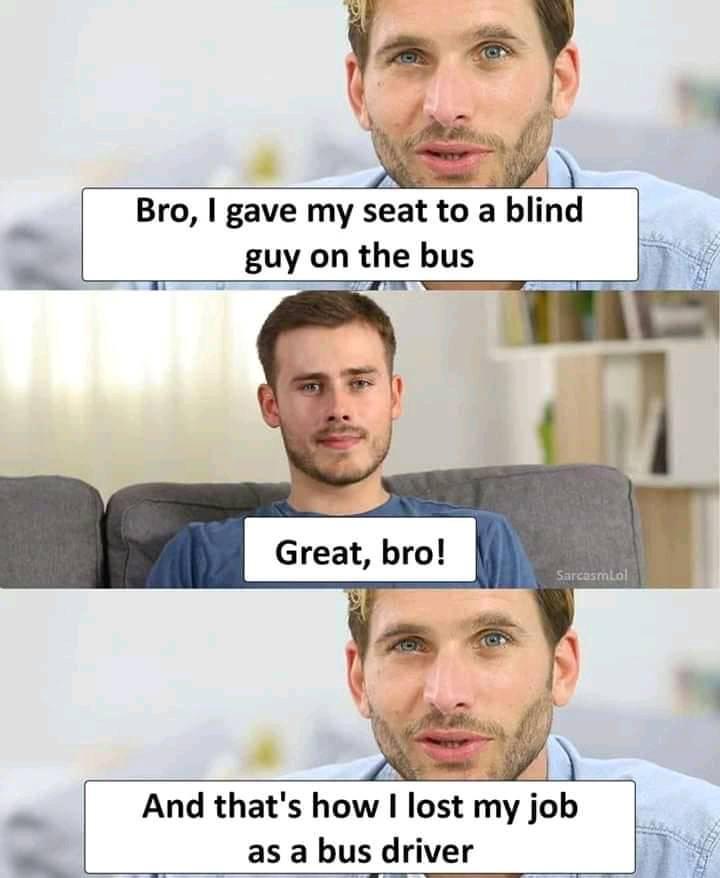 Bro, I gave my seat to a blind
guy on the bus
Great, bro!
SarcasmLol
And that's how I lost my job
as a bus driver